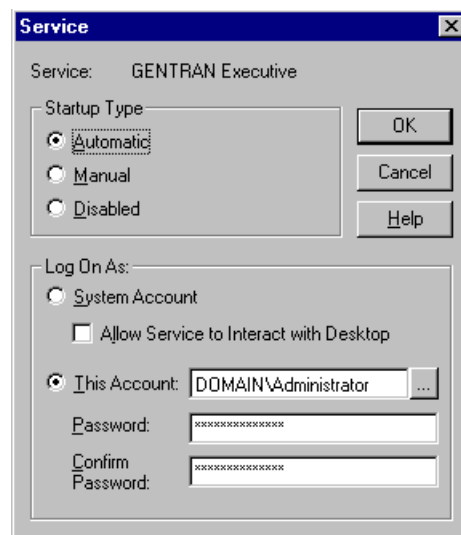 Service
Service: GENTRAN Executive
Startup Type
Automatic
Manual
Disabled
OK
Cancel
Help
Log On As:
System Account
Allow Service to Interact with Desktop
This Account: DOMAIN\Administrator ...
Password: **************
Confirm
Password: **************